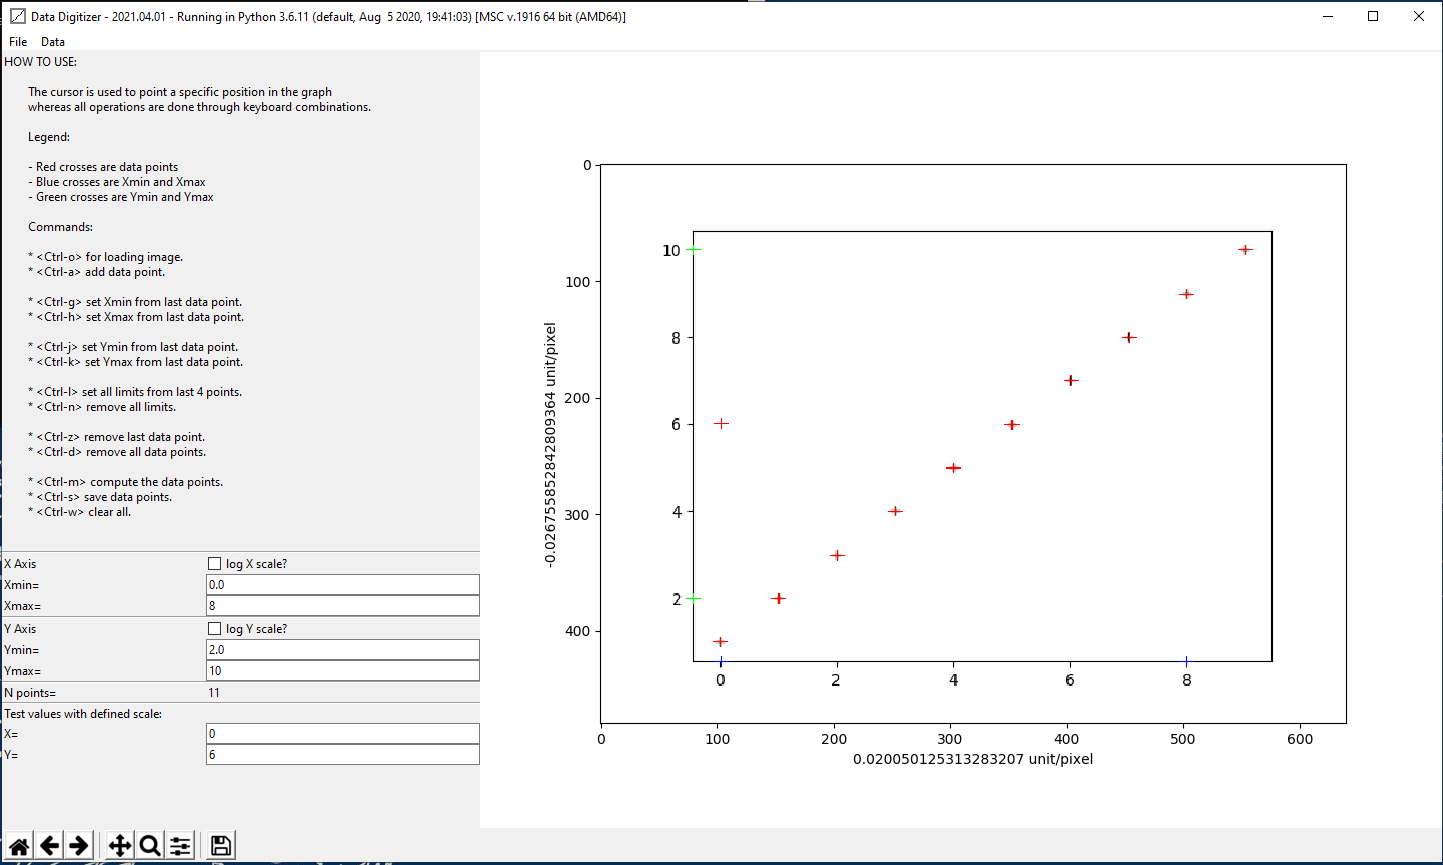 Data Digitizer - 2021.04.01 - Running in Python 3.6.11 (default, Aug  5 2020, 19:41:03) [MSC v.1916 64 bit (AMD64)]
File Data
HOW TO USE:
The cursor is used to point a specific position in the graph
whereas all operations are done through keyboard combinations.
Legend:
- Red crosses are data points
- Blue crosses are Xmin and Xmax
- Green crosses are Ymin and Ymax
Commands:
* <Ctrl-o> for loading image.
* <Ctrl-a> add data point.
* <Ctrl-g> set Xmin from last data point.
* <Ctrl-h> set Xmax from last data point.
* <Ctrl-j> set Ymin from last data point.
* <Ctrl-k> set Ymax from last data point.
* <Ctrl-l> set all limits from last 4 points.
* <Ctrl-n> remove all limits.
* <Ctrl-z> remove last data point.
* <Ctrl-d> remove all data points.
* <Ctrl-m> compute the data points.
* <Ctrl-s> save data points.
* <Ctrl-w> clear all.
X Axis log X scale?
Xmin= 0.0
Xmax= 8
Y Axis log Y scale?
Ymin= 2.0
Ymax= 10
N points= 11
Test values with defined scale:
X= 0
Y= 6
0
100
200
300
400
-0.026755852842809364 unit/pixel
10
8
6
4
2
0 2 4 6 8
0 100 200 300 400 500 600
0.020050125313283207 unit/pixel